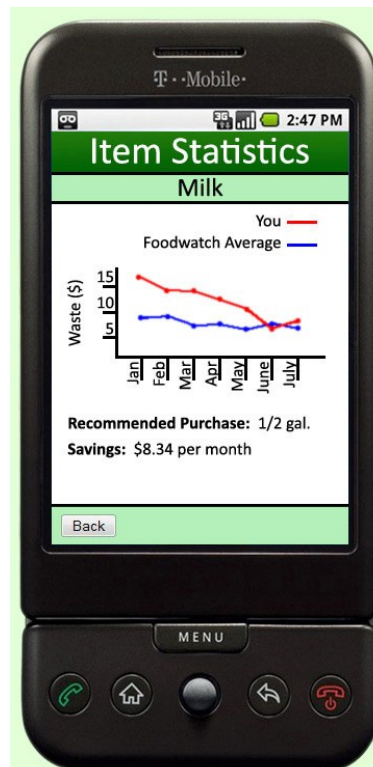 T··Mobile·
3G 2:47 PM
Item Statistics
Milk
You
Foodwatch Average
Waste ($)
15
10
5
Jan Feb Mar Apr May June July
Recommended Purchase: 1/2 gal.
Savings: $8.34 per month
Back
MENU